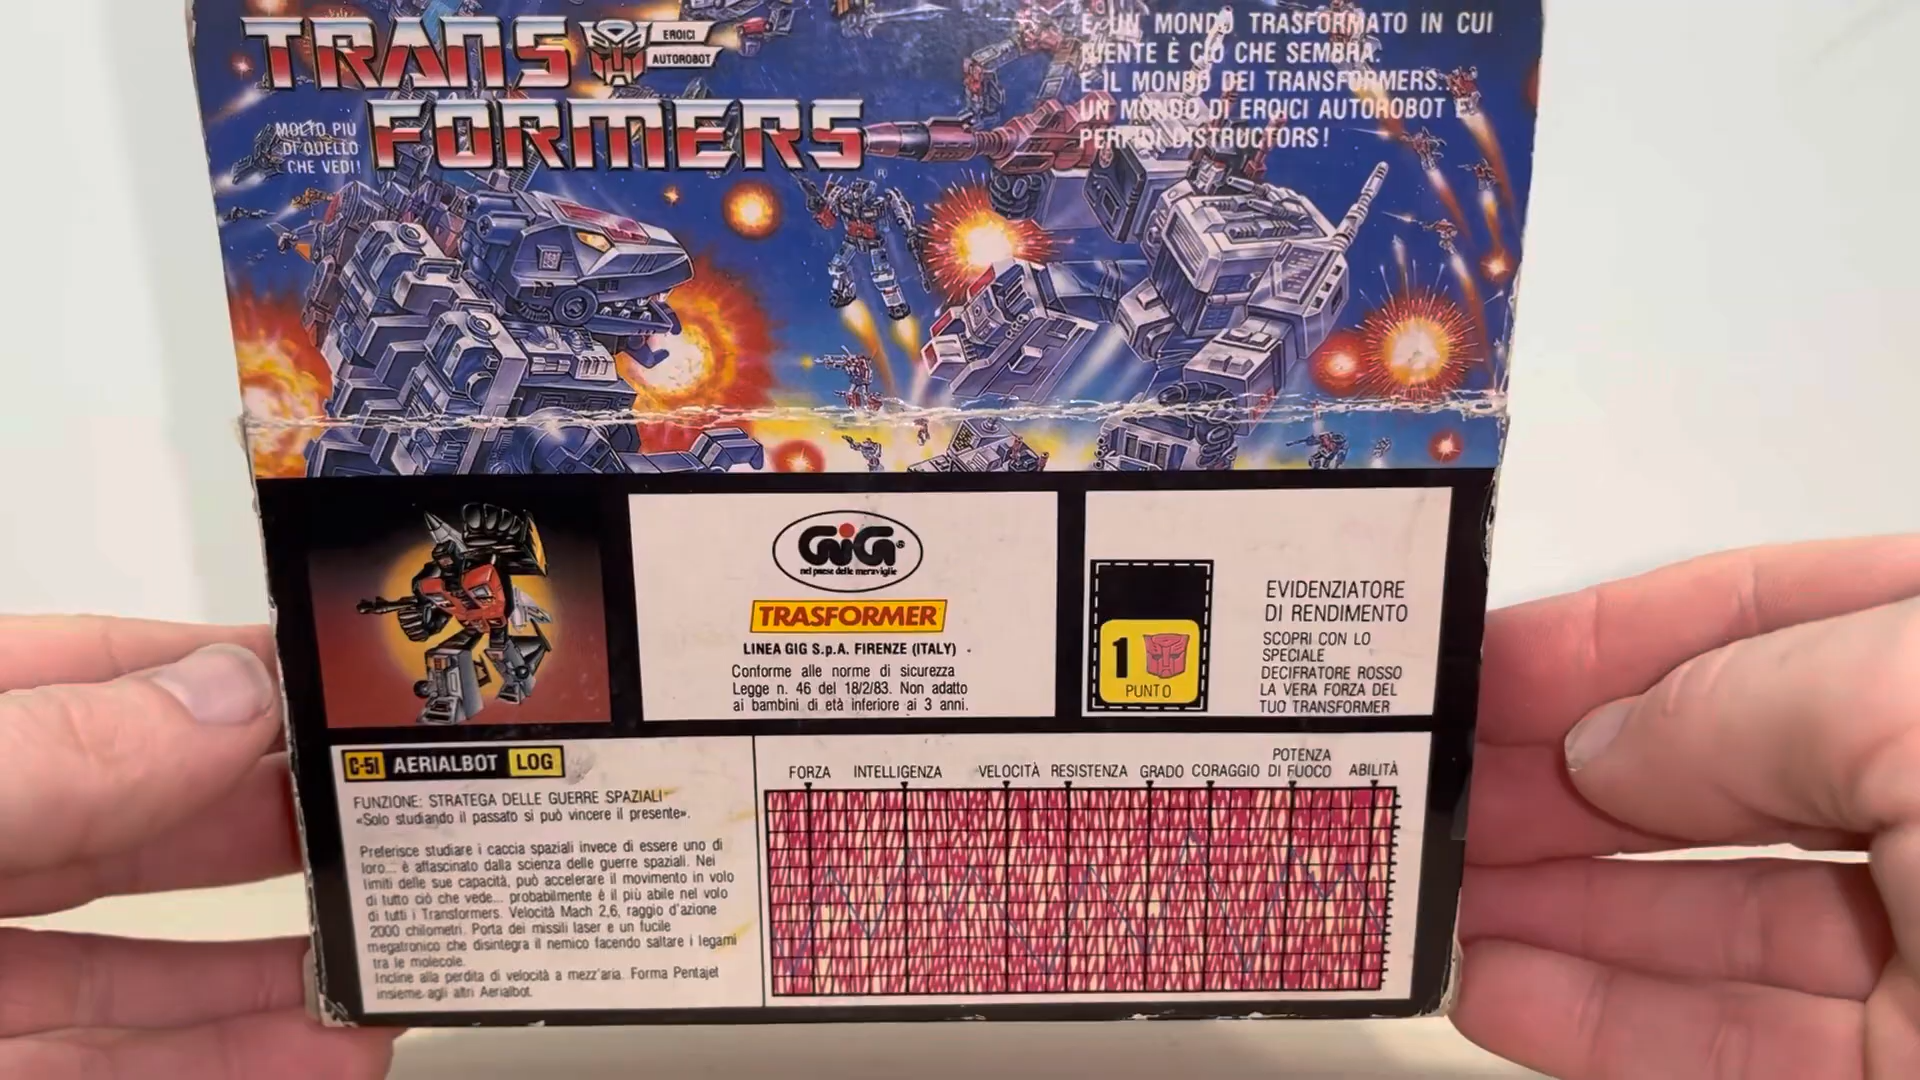 TRANS
FORMERS
EROICI
AUTOROBOT
MOLTO PIÙ
DI QUELLO
CHE VEDI!
®
È UN MONDO TRASFORMATO IN CUI
NIENTE È CIÒ CHE SEMBRA.
È IL MONDO DEI TRANSFORMERS...
UN MONDO DI EROICI AUTOROBOT E
PERFIDI DISTRUCTORS!
GiG®
nel paese delle meraviglie
TRASFORMER
LINEA GIG S.p.A. FIRENZE (ITALY)
Conforme alle norme di sicurezza
Legge n. 46 del 18/2/83. Non adatto
ai bambini di età inferiore ai 3 anni.
1
PUNTO
EVIDENZIATORE
DI RENDIMENTO
SCOPRI CON LO
SPECIALE
DECIFRATORE ROSSO
LA VERA FORZA DEL
TUO TRANSFORMER
C-51 AERIALBOT LOG
FUNZIONE: STRATEGA DELLE GUERRE SPAZIALI
«Solo studiando il passato si può vincere il presente».
Preferisce studiare i caccia spaziali invece di essere uno di
loro... è affascinato dalla scienza delle guerre spaziali. Nei
limiti delle sue capacità, può accelerare il movimento in volo
di tutto ciò che vede... probabilmente è il più abile nel volo
di tutti i Transformers. Velocità Mach 2,6, raggio d'azione
2000 chilometri. Porta dei missili laser e un fucile
megatronico che disintegra il nemico facendo saltare i legami
tra le molecole.
Incline alla perdita di velocità a mezz'aria. Forma Pentajet
insieme agli altri Aerialbot.
FORZA INTELLIGENZA VELOCITÀ RESISTENZA GRADO CORAGGIO POTENZA DI FUOCO ABILITÀ